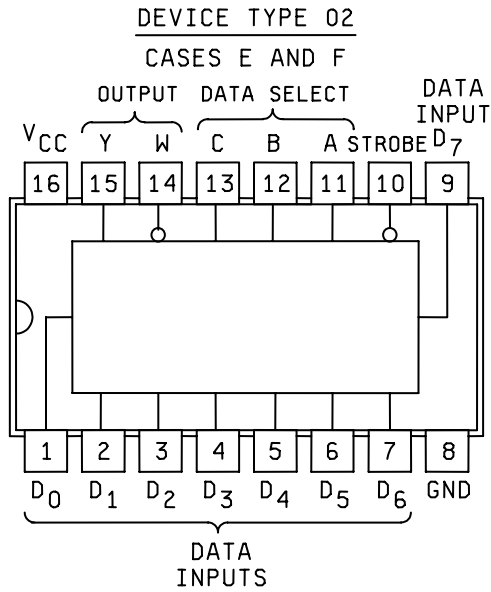 DEVICE TYPE 02
CASES E AND F
OUTPUT DATA SELECT DATA INPUT
VCC Y W C B A STROBE D7
16 15 14 13 12 11 10 9
1 2 3 4 5 6 7 8
D0 D1 D2 D3 D4 D5 D6 GND
DATA
INPUTS